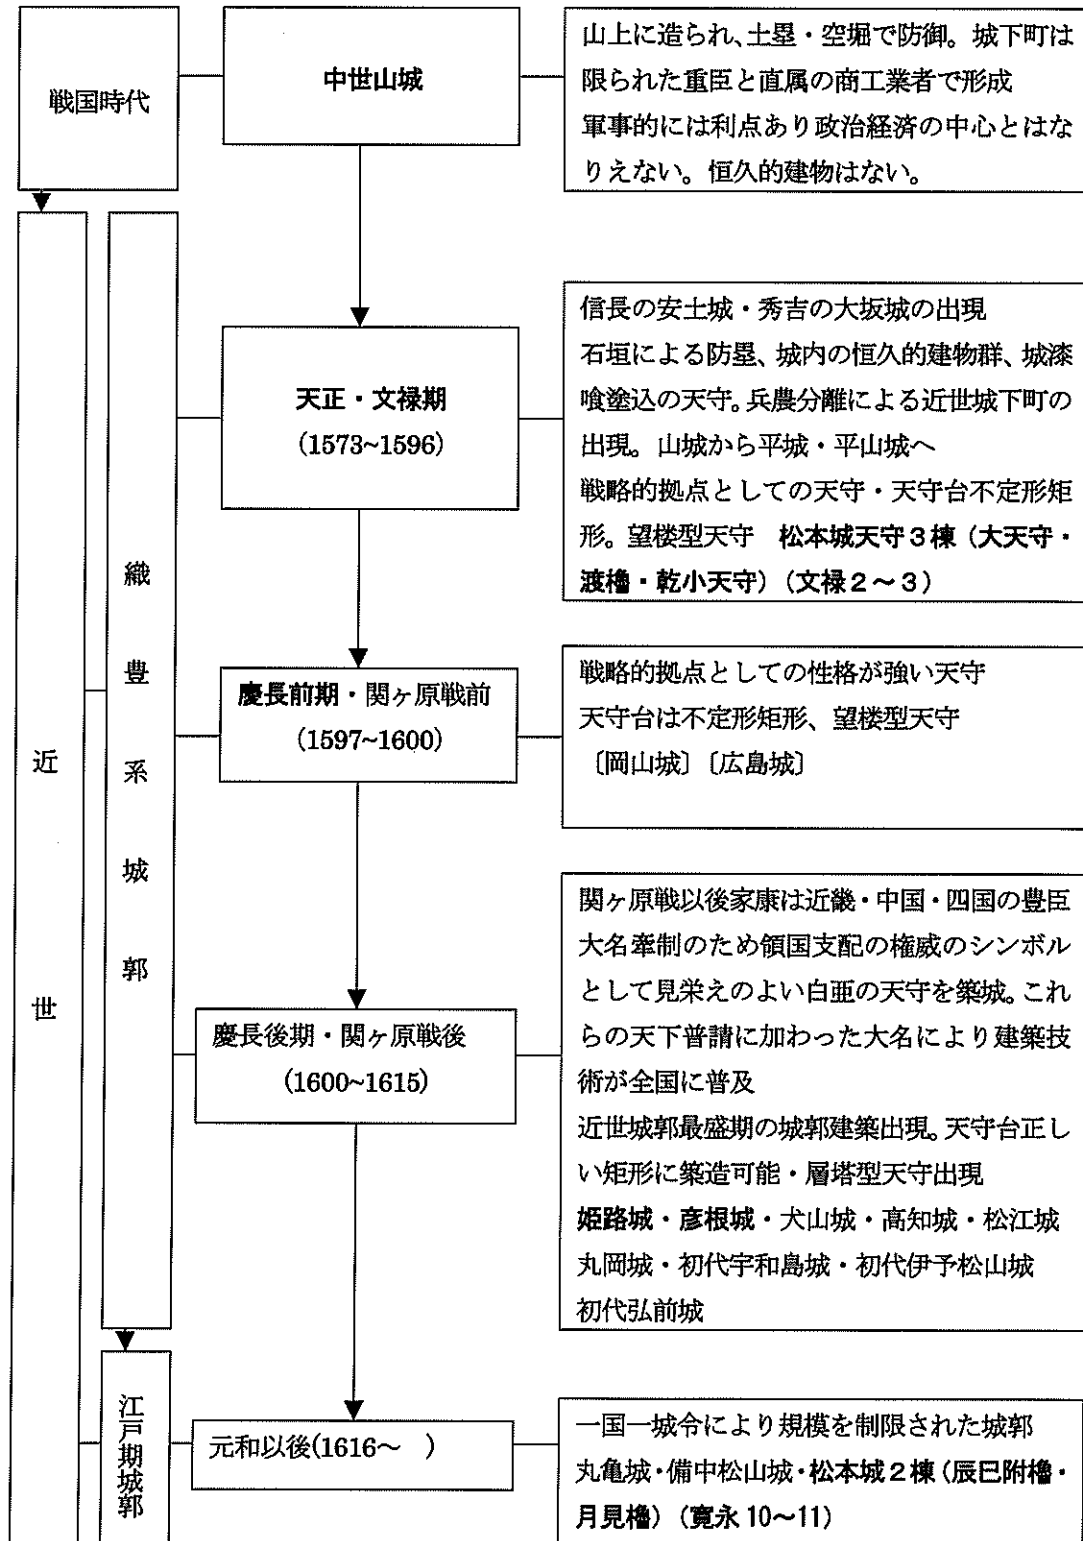 戦国時代
中世山城
山上に造られ、土塁・空堀で防御。城下町は
限られた重臣と直属の商工業者で形成
軍事的には利点あり政治経済の中心とはな
りえない。恒久的建物はない。
近世
織豊系城郭
天正・文禄期
(1573~1596)
信長の安土城・秀吉の大坂城の出現
石垣による防塁、城内の恒久的建物群、城漆
喰塗込の天守。兵農分離による近世城下町の
出現。山城から平城・平山城へ
戦略的拠点としての天守・天守台不定形矩
形。望楼型天守　松本城天守3棟（大天守・
渡櫓・乾小天守）（文禄2～3）
慶長前期・関ヶ原戦前
(1597~1600)
戦略的拠点としての性格が強い天守
天守台は不定形矩形、望楼型天守
〔岡山城〕〔広島城〕
慶長後期・関ヶ原戦後
(1600~1615)
関ヶ原戦以後家康は近畿・中国・四国の豊臣
大名牽制のため領国支配の権威のシンボル
として見栄えのよい白亜の天守を築城。これ
らの天下普請に加わった大名により建築技
術が全国に普及
近世城郭最盛期の城郭建築出現。天守台正し
い矩形に築造可能・層塔型天守出現
姫路城・彦根城・犬山城・高知城・松江城
丸岡城・初代宇和島城・初代伊予松山城
初代弘前城
江戸期城郭
元和以後(1616～　)
一国一城令により規模を制限された城郭
丸亀城・備中松山城・松本城2棟（辰巳附櫓・
月見櫓）（寛永10～11）